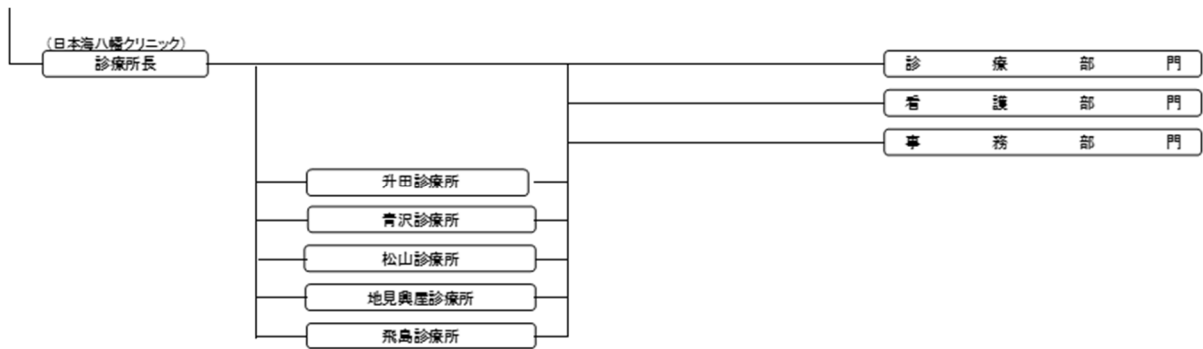 (日本海八幡クリニック)
診療所長
診療部門
看護部門
事務部門
升田診療所
青沢診療所
松山診療所
地見興屋診療所
飛島診療所